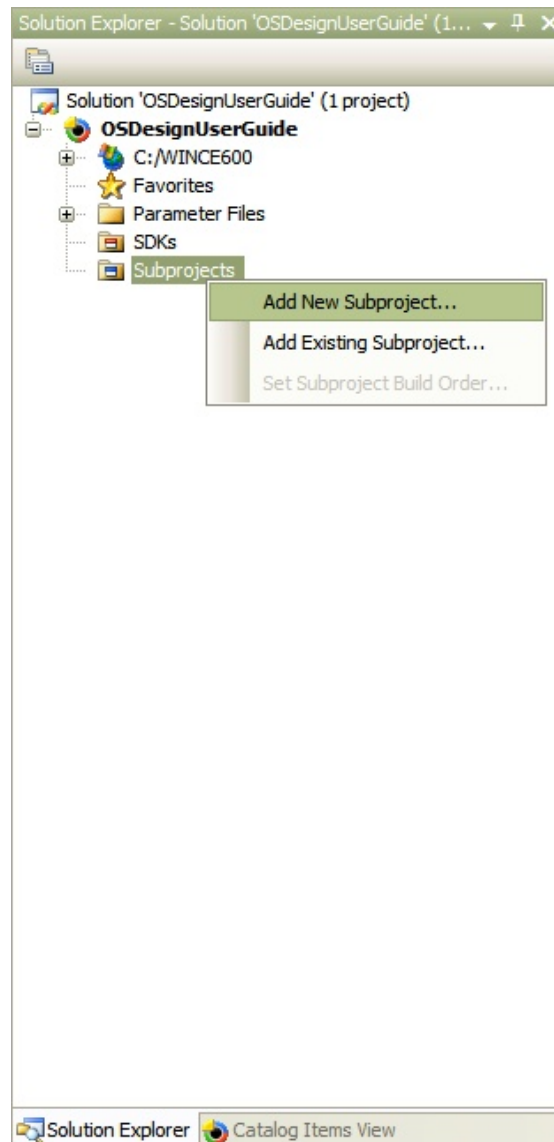 Solution Explorer - Solution 'OSDesignUserGuide' (1...
Solution 'OSDesignUserGuide' (1 project)
OSDesignUserGuide
C:/WINCE600
Favorites
Parameter Files
SDKs
Subprojects
Add New Subproject...
Add Existing Subproject...
Set Subproject Build Order...
Solution Explorer
Catalog Items View